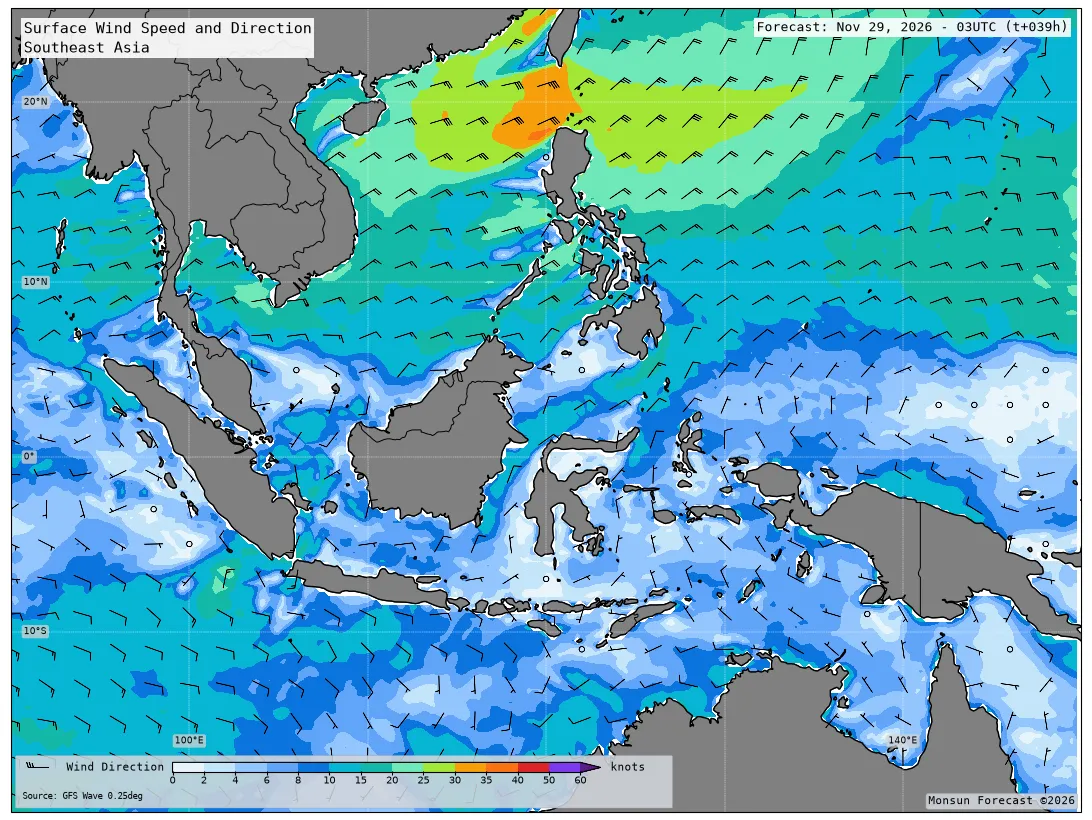 Surface Wind Speed and Direction
Southeast Asia
Forecast: Nov 29, 2026 - 03UTC (t+039h)
20°N
10°N
0°
10°S
100°E
140°E
Wind Direction
0 2 4 6 8 10 15 20 25 30 35 40 50 60
knots
Source: GFS Wave 0.25deg
Monsun Forecast ©2026